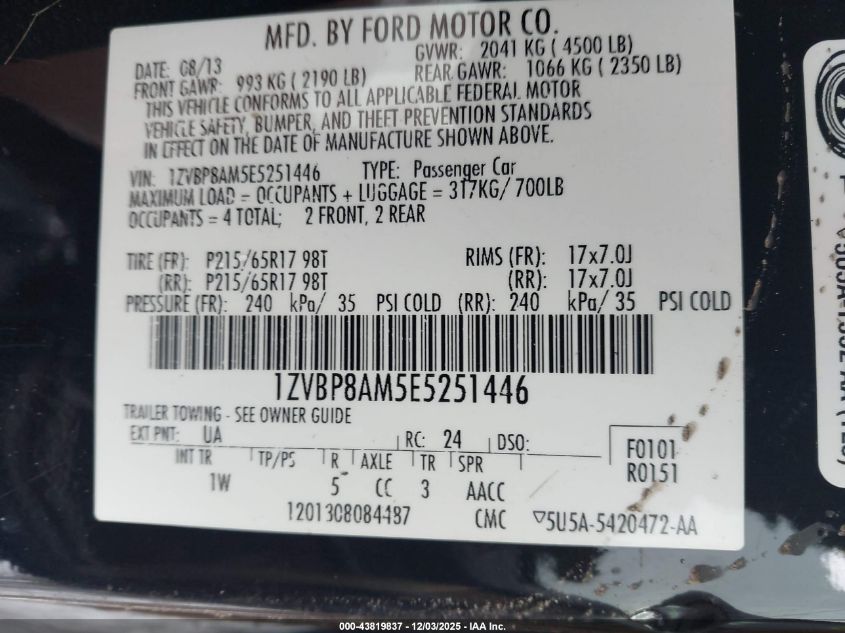 MFD. BY FORD MOTOR CO.
DATE: 08/13 GVWR: 2041 KG ( 4500 LB)
FRONT GAWR: 993 KG ( 2190 LB) REAR GAWR: 1066 KG ( 2350 LB)
THIS VEHICLE CONFORMS TO ALL APPLICABLE FEDERAL MOTOR
VEHICLE SAFETY, BUMPER, AND THEFT PREVENTION STANDARDS
IN EFFECT ON THE DATE OF MANUFACTURE SHOWN ABOVE.
VIN: 1ZVBP8AM5E5251446 TYPE: Passenger Car
MAXIMUM LOAD = OCCUPANTS + LUGGAGE = 317KG/ 700LB
OCCUPANTS = 4 TOTAL; 2 FRONT, 2 REAR
TIRE (FR): P215/65R17 98T RIMS (FR): 17x7.0J
(RR): P215/65R17 98T (RR): 17x7.0J
PRESSURE (FR): 240 kPa/ 35 PSI COLD (RR): 240 kPa/ 35 PSI COLD
1ZVBP8AM5E5251446
TRAILER TOWING - SEE OWNER GUIDE
EXT PNT: UA RC: 24 DSO:
INT TR TP/PS R AXLE TR SPR F0101
1W 5 CC 3 AACC R0151
1201308084487 CMC 5U5A-5420472-AA
000-43819837 - 12/03/2025 - IAA Inc.